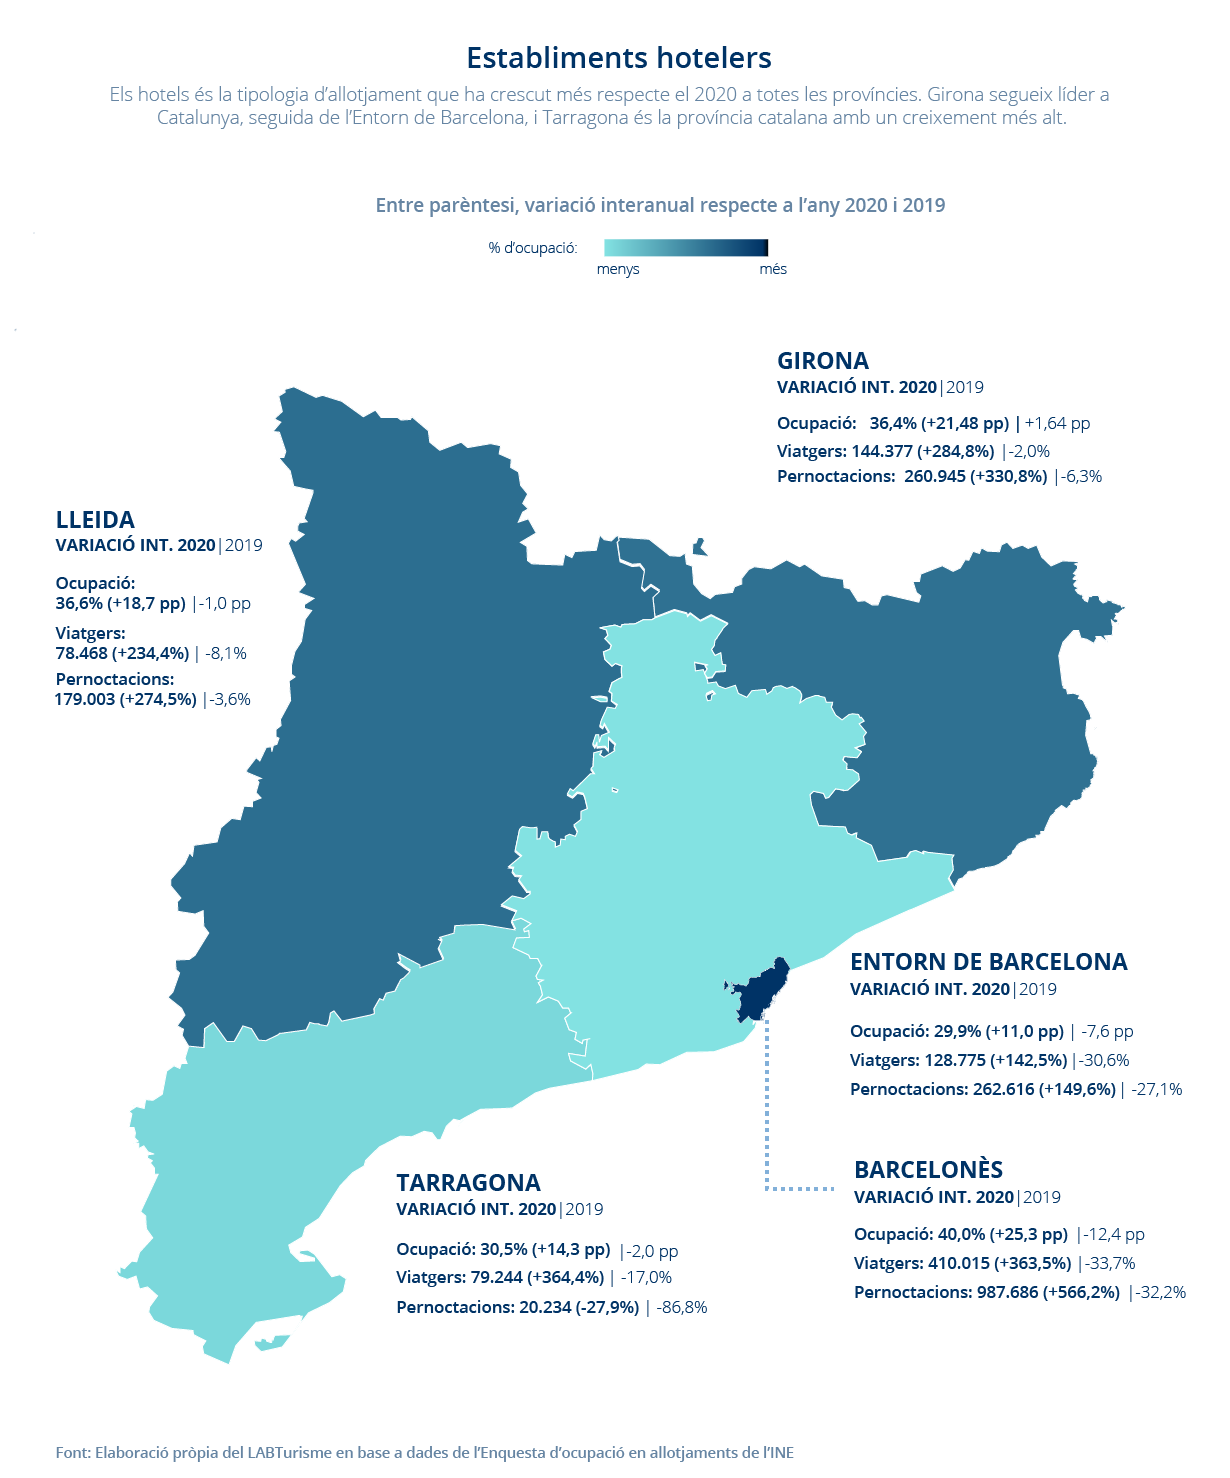 Establiments hotelers
Els hotels és la tipologia d’allotjament que ha crescut més respecte el 2020 a totes les províncies. Girona segueix líder a
Catalunya, seguida de l’Entorn de Barcelona, i Tarragona és la província catalana amb un creixement més alt.
Entre parèntesi, variació interanual respecte a l’any 2020 i 2019
% d’ocupació:
menys
més
GIRONA
VARIACIÓ INT. 2020|2019
Ocupació: 36,4% (+21,48 pp) | +1,64 pp
Viatgers: 144.377 (+284,8%) |-2,0%
Pernoctacions: 260.945 (+330,8%) |-6,3%
LLEIDA
VARIACIÓ INT. 2020|2019
Ocupació:
36,6% (+18,7 pp) |-1,0 pp
Viatgers:
78.468 (+234,4%) | -8,1%
Pernoctacions:
179.003 (+274,5%) |-3,6%
ENTORN DE BARCELONA
VARIACIÓ INT. 2020|2019
Ocupació: 29,9% (+11,0 pp) | -7,6 pp
Viatgers: 128.775 (+142,5%) |-30,6%
Pernoctacions: 262.616 (+149,6%) | -27,1%
BARCELONÈS
VARIACIÓ INT. 2020|2019
Ocupació: 40,0% (+25,3 pp) |-12,4 pp
Viatgers: 410.015 (+363,5%) |-33,7%
Pernoctacions: 987.686 (+566,2%) |-32,2%
TARRAGONA
VARIACIÓ INT. 2020|2019
Ocupació: 30,5% (+14,3 pp) |-2,0 pp
Viatgers: 79.244 (+364,4%) | -17,0%
Pernoctacions: 20.234 (-27,9%) | -86,8%
Font: Elaboració pròpia del LABTurisme en base a dades de l’Enquesta d’ocupació en allotjaments de l’INE